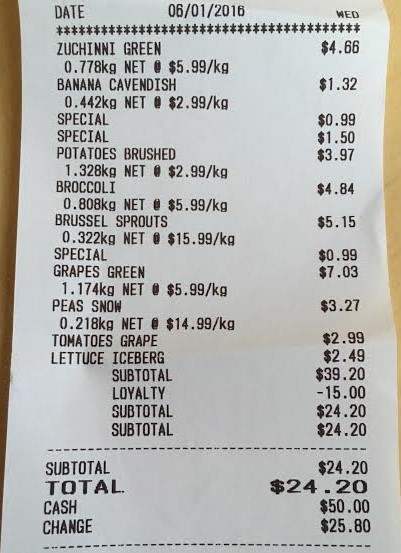 DATE 06/01/2016 WED
****************************************
ZUCHINNI GREEN $4.66
0.778kg NET @ $5.99/kg
BANANA CAVENDISH $1.32
0.442kg NET @ $2.99/kg
SPECIAL $0.99
SPECIAL $1.50
POTATOES BRUSHED $3.97
1.328kg NET @ $2.99/kg
BROCCOLI $4.84
0.808kg NET @ $5.99/kg
BRUSSEL SPROUTS $5.15
0.322kg NET @ $15.99/kg
SPECIAL $0.99
GRAPES GREEN $7.03
1.174kg NET @ $5.99/kg
PEAS SNOW $3.27
0.218kg NET @ $14.99/kg
TOMATOES GRAPE $2.99
LETTUCE ICEBERG $2.49
SUBTOTAL $39.20
LOYALTY -15.00
SUBTOTAL $24.20
SUBTOTAL $24.20
----------------------------------------
SUBTOTAL $24.20
TOTAL $24.20
CASH $50.00
CHANGE $25.80
----------------------------------------